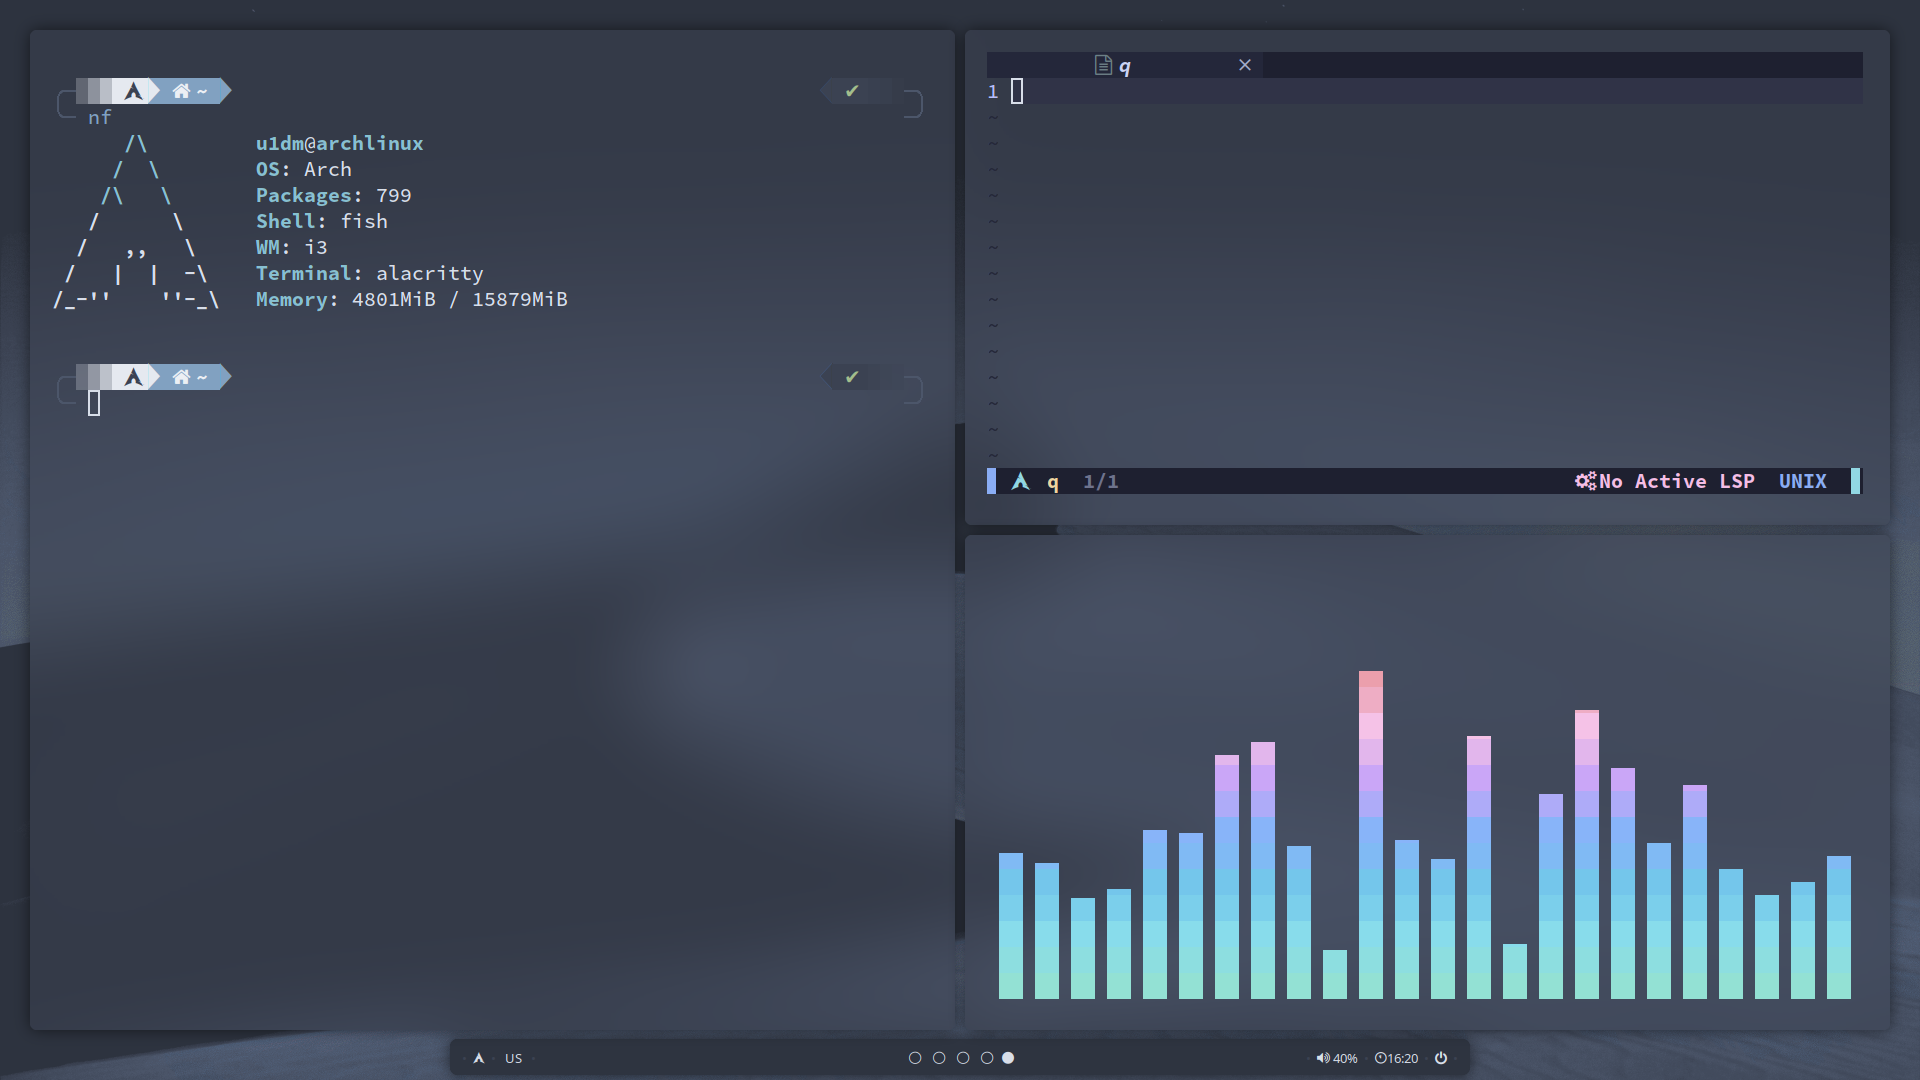 ~ ✔
nf
u1dm@archlinux
OS: Arch
Packages: 799
Shell: fish
WM: i3
Terminal: alacritty
Memory: 4801MiB / 15879MiB
~ ✔
q ×
1
~
~
~
~
~
~
~
~
~
~
~
~
~
~
q 1/1 No Active LSP UNIX
US 40% 16:20